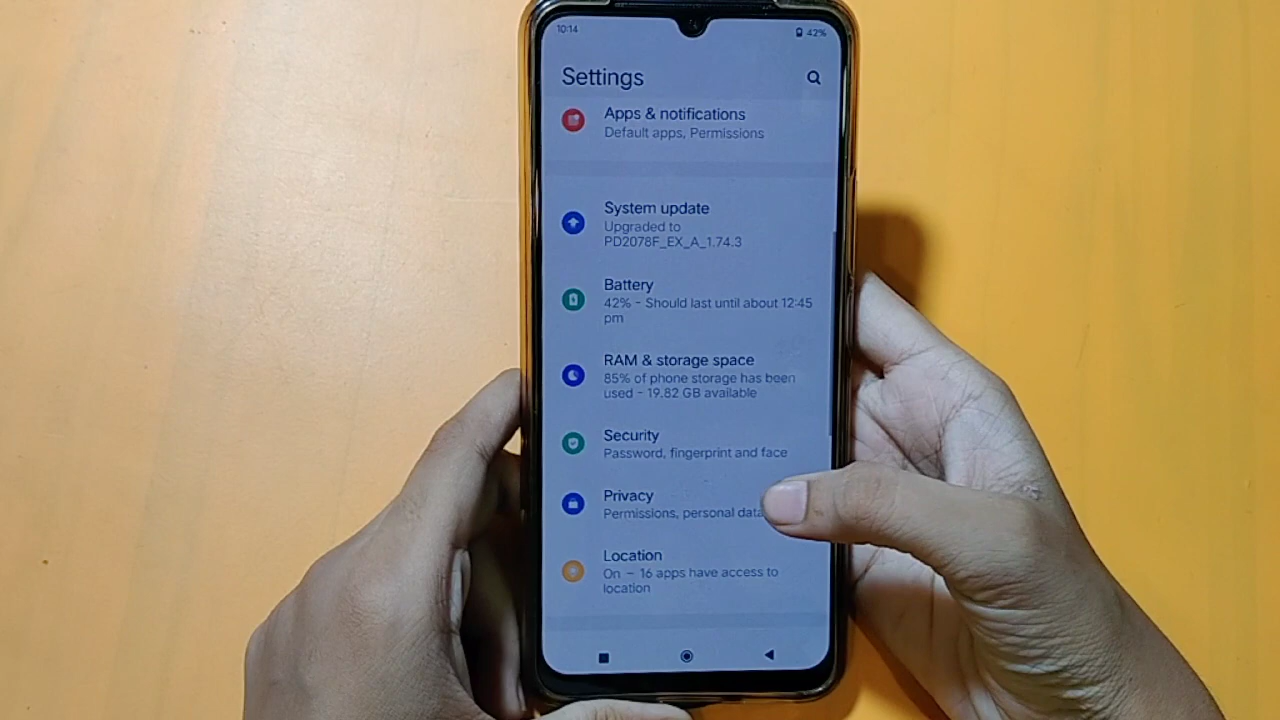 10:14
42%
Settings
Apps & notifications
Default apps, Permissions
System update
Upgraded to
PD2078F_EX_A_1.74.3
Battery
42% - Should last until about 12:45
pm
RAM & storage space
85% of phone storage has been
used - 19.82 GB available
Security
Password, fingerprint and face
Privacy
Permissions, personal data
Location
On - 16 apps have access to
location